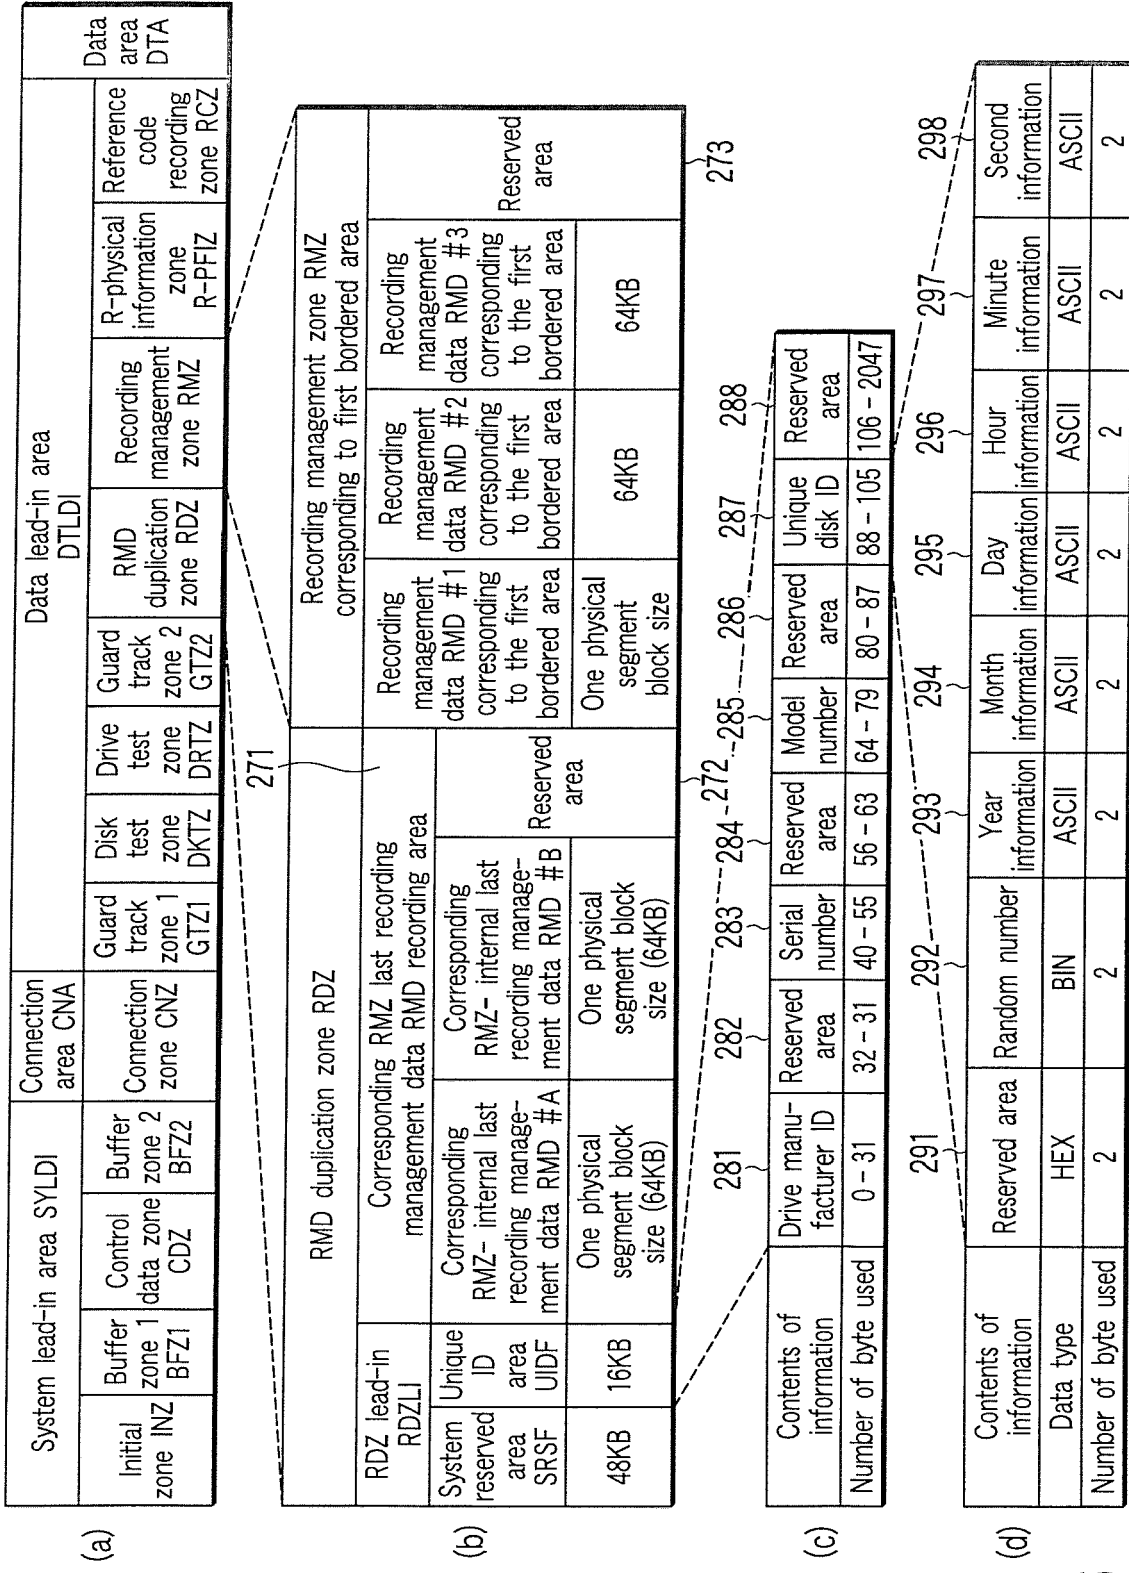 (a)
System lead-in area SYLDI
Connection
area CNA
Data lead-in area
DTLDI
Data
area
DTA
Initial
zone INZ
Buffer
zone 1
BFZ1
Control
data zone
CDZ
Buffer
zone 2
BFZ2
Connection
zone CNZ
Guard
track
zone 1
GTZ1
Disk
test
zone
DKTZ
Drive
test
zone
DRTZ
Guard
track
zone 2
GTZ2
RMD
duplication
zone RDZ
Recording
management
zone RMZ
R-physical
information
zone
R-PFIZ
Reference
code
recording
zone RCZ
(b)
271
RMD duplication zone RDZ
Recording management zone RMZ
corresponding to first bordered area
RDZ lead-in
RDZLI
Corresponding RMZ last recording
management data RMD recording area
System
reserved
area
SRSF
Unique
ID
area
UIDF
Corresponding
RMZ- internal last
recording manage-
ment data RMD #A
Corresponding
RMZ- internal last
recording manage-
ment data RMD #B
Reserved
area
Recording
management
data RMD #1
corresponding
to the first
bordered area
Recording
management
data RMD #2
corresponding
to the first
bordered area
Recording
management
data RMD #3
corresponding
to the first
bordered area
Reserved
area
48KB
16KB
One physical
segment block
size (64KB)
One physical
segment block
size (64KB)
One physical
segment
block size
64KB
64KB
272
273
(c)
281
282
283
284
285
286
287
288
Contents of
information
Drive manu-
facturer ID
Reserved
area
Serial
number
Reserved
area
Model
number
Reserved
area
Unique
disk ID
Reserved
area
Number of byte used
0 – 31
32 – 31
40 – 55
56 – 63
64 – 79
80 – 87
88 – 105
106 – 2047
(d)
291
292
293
294
295
296
297
298
Contents of
information
Reserved area
Random number
Year
information
Month
information
Day
information
Hour
information
Minute
information
Second
information
Data type
HEX
BIN
ASCII
ASCII
ASCII
ASCII
ASCII
ASCII
Number of byte used
2
2
2
2
2
2
2
2